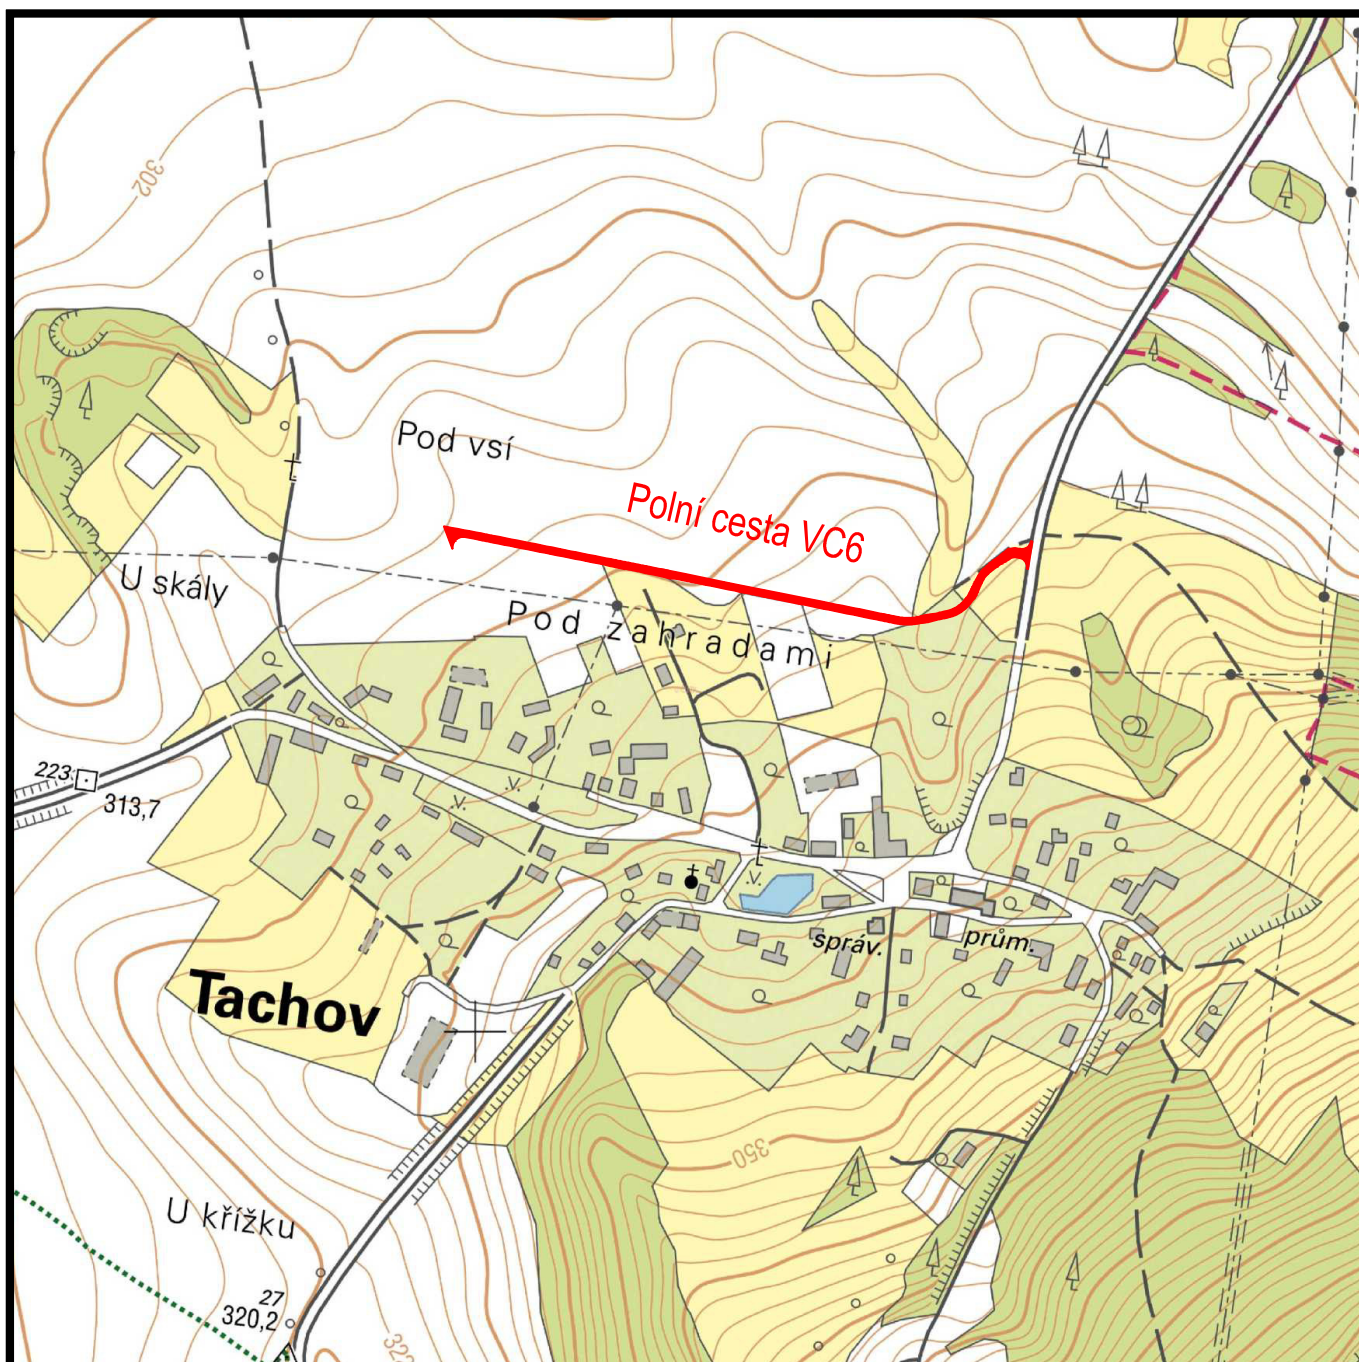 302
Pod vsí
Polní cesta VC6
U skály
Pod zahradami
223
313,7
správ.
prům.
Tachov
350
U křížku
27
320,2